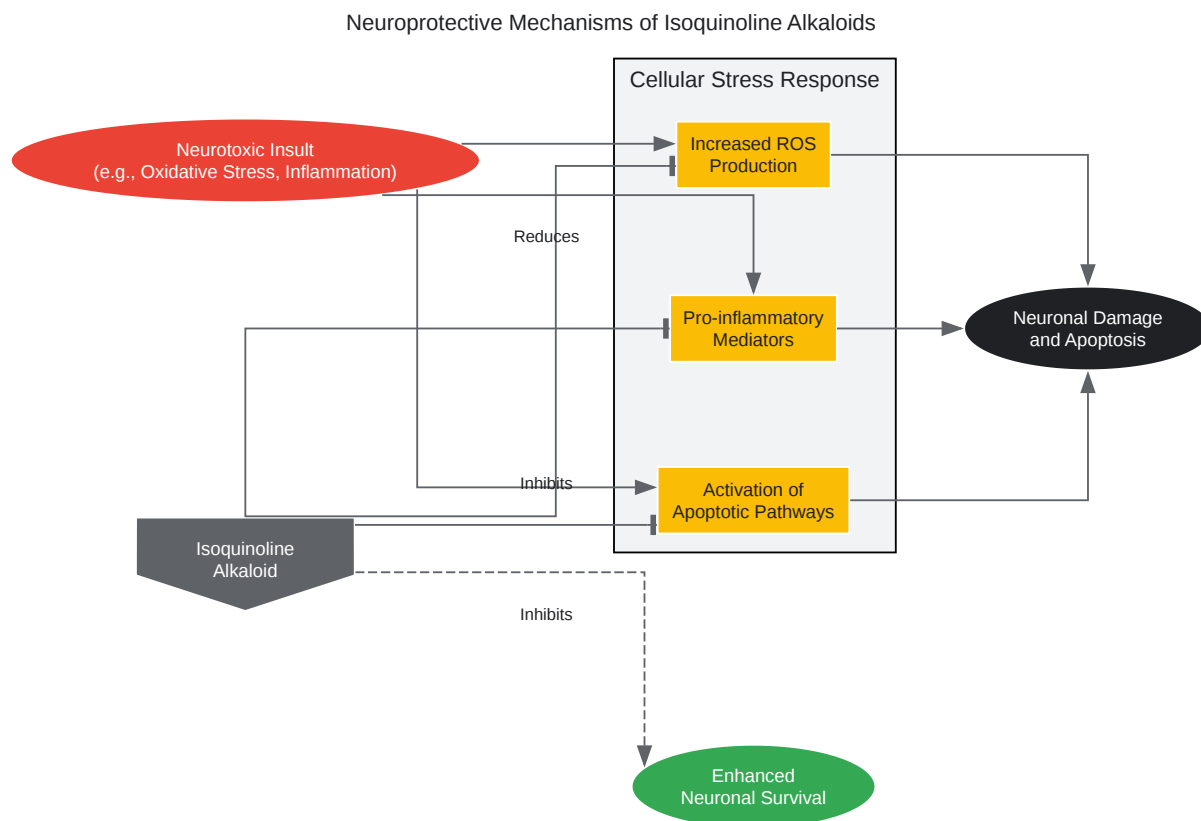 Neuroprotective Mechanisms of Isoquinoline Alkaloids
Cellular Stress Response
Neurotoxic Insult
(e.g., Oxidative Stress, Inflammation)
Increased ROS
Production
Reduces
Pro-inflammatory
Mediators
Neuronal Damage
and Apoptosis
Inhibits
Activation of
Apoptotic Pathways
Isoquinoline
Alkaloid
Inhibits
Enhanced
Neuronal Survival